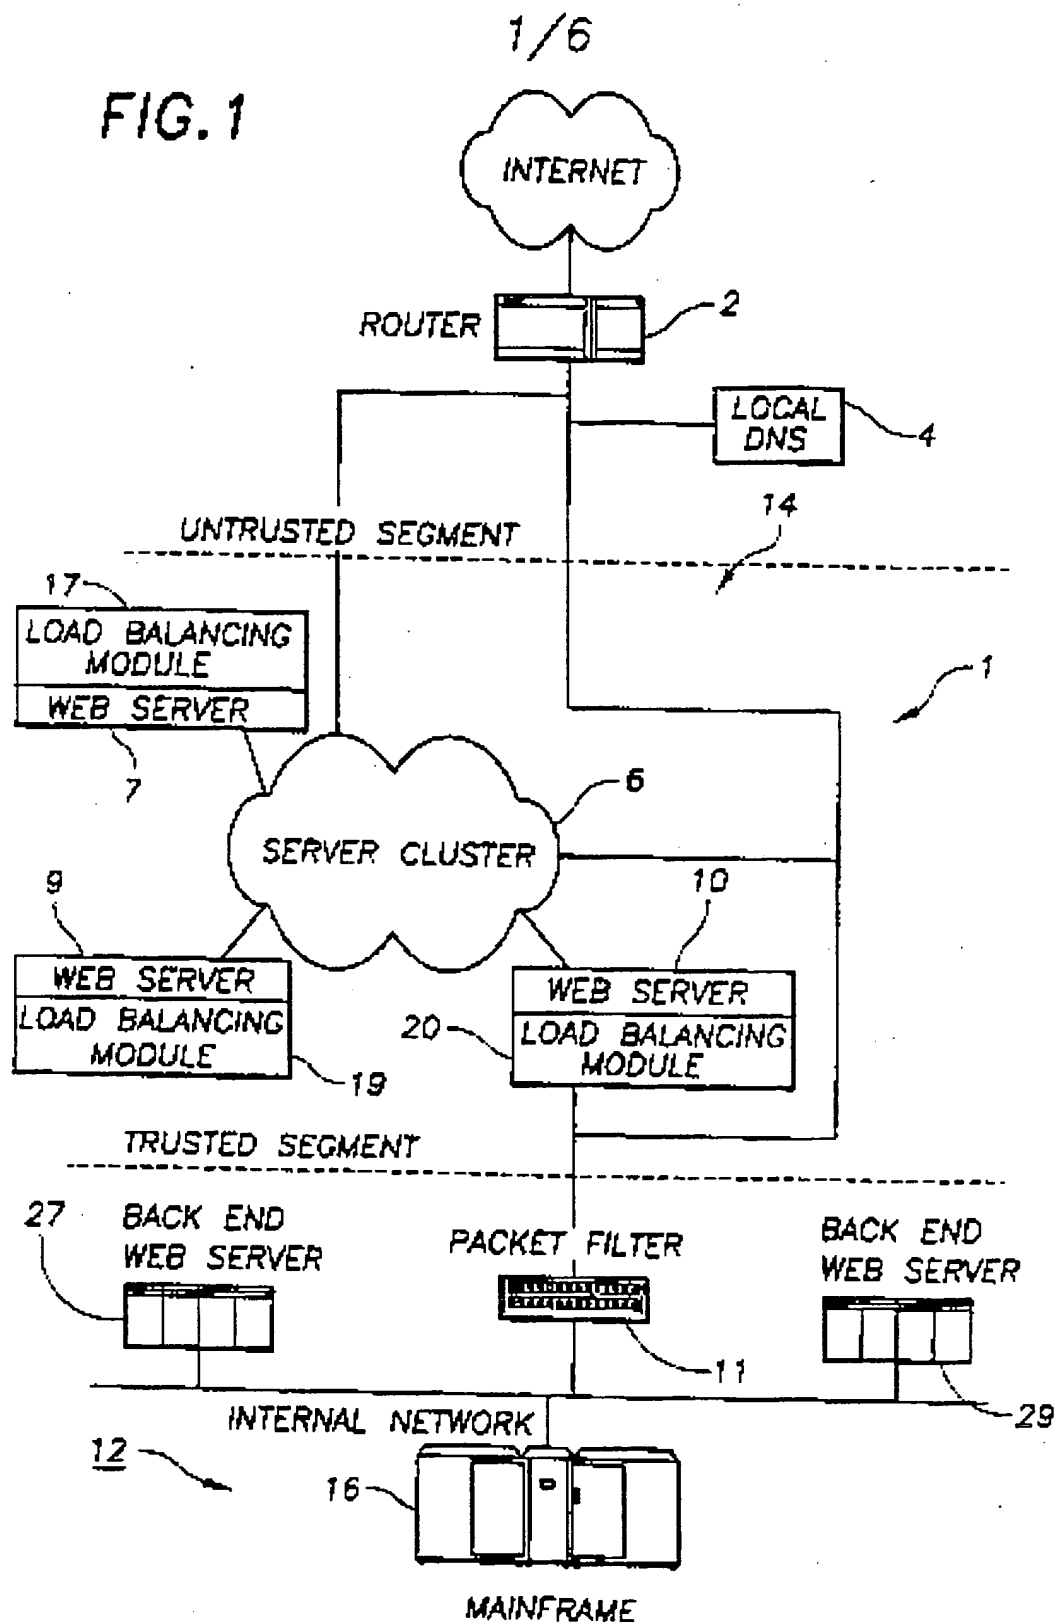 1/6
FIG. 1
INTERNET
ROUTER
2
LOCAL
DNS
4
14
UNTRUSTED SEGMENT
17
LOAD BALANCING
MODULE
WEB SERVER
7
1
6
SERVER CLUSTER
9
10
WEB SERVER
LOAD BALANCING
MODULE
19
WEB SERVER
20
LOAD BALANCING
MODULE
TRUSTED SEGMENT
27
BACK END
WEB SERVER
PACKET FILTER
BACK END
WEB SERVER
11
29
INTERNAL NETWORK
12
16
MAINFRAME